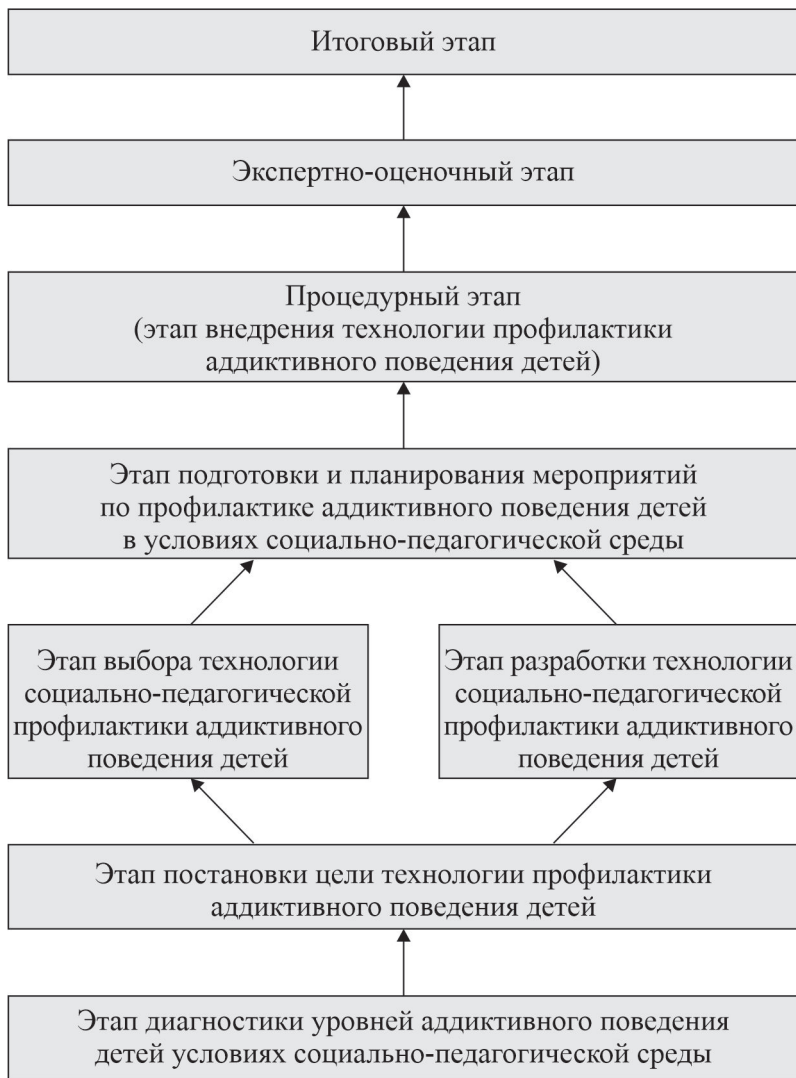 Итоговый этап
Экспертно-оценочный этап
Процедурный этап
(этап внедрения технологии профилактики
аддиктивного поведения детей)
Этап подготовки и планирования мероприятий
по профилактике аддиктивного поведения детей
в условиях социально-педагогической среды
Этап выбора технологии
социально-педагогической
профилактики аддиктивного
поведения детей
Этап разработки технологии
социально-педагогической
профилактики аддиктивного
поведения детей
Этап постановки цели технологии профилактики
аддиктивного поведения детей
Этап диагностики уровней аддиктивного поведения
детей условиях социально-педагогической среды